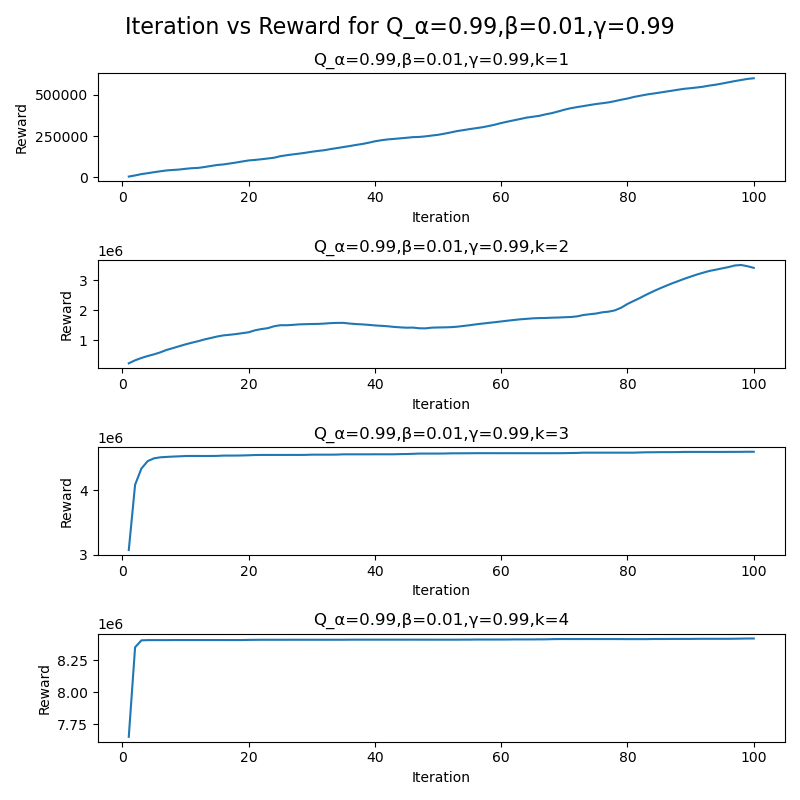 Iteration vs Reward for Q_α=0.99,β=0.01,γ=0.99
Q_α=0.99,β=0.01,γ=0.99,k=1
500000
250000
0
Reward
0 20 40 60 80 100
Iteration
Q_α=0.99,β=0.01,γ=0.99,k=2
1e6
3
2
1
Reward
0 20 40 60 80 100
Iteration
Q_α=0.99,β=0.01,γ=0.99,k=3
1e6
4
3
Reward
0 20 40 60 80 100
Iteration
Q_α=0.99,β=0.01,γ=0.99,k=4
1e6
8.25
8.00
7.75
Reward
0 20 40 60 80 100
Iteration